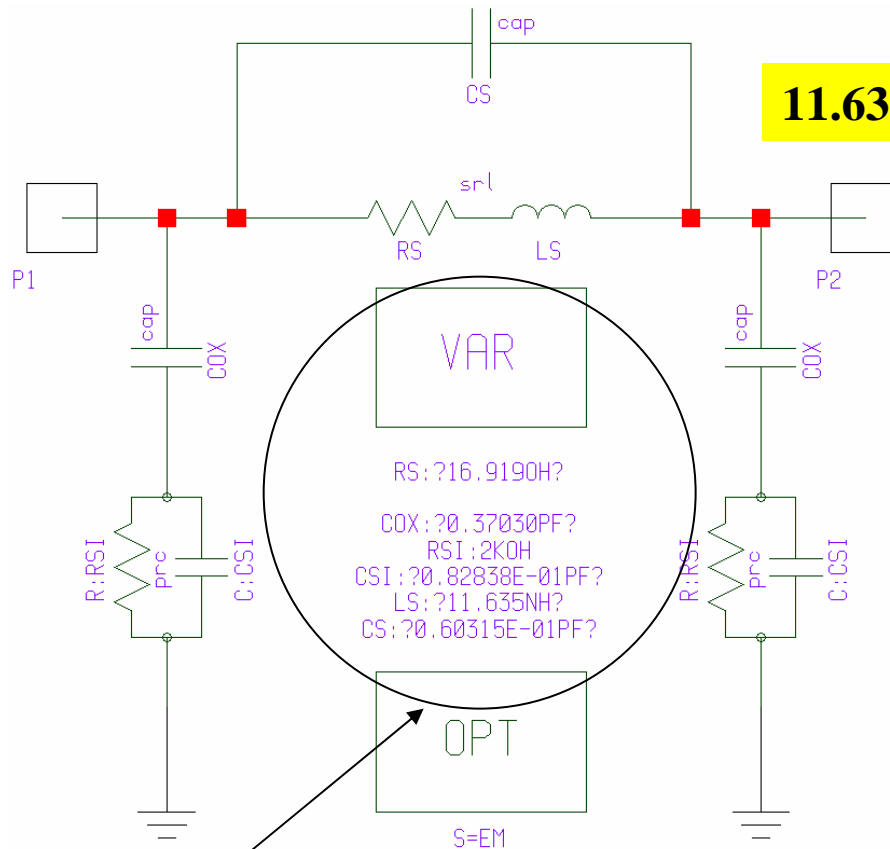 cap
CS
11.63
srl
RS
LS
P1
P2
cap
COX
VAR
cap
COX
RS:?16.919OH?
COX:?0.37030PF?
RSI:2KOH
CSI:?0.82838E-01PF?
LS:?11.635NH?
CS:?0.60315E-01PF?
R:RSI
prc
C:CSI
R:RSI
prc
C:CSI
OPT
S=EM